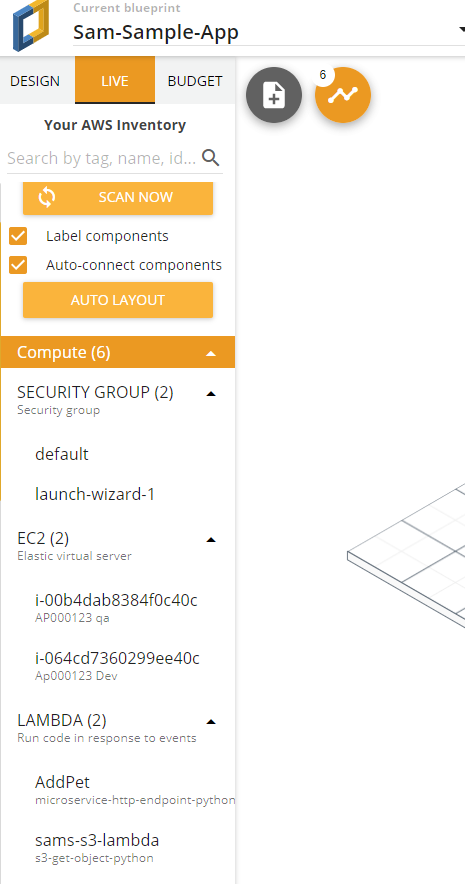 Current blueprint
Sam-Sample-App
DESIGN LIVE BUDGET
6
Your AWS Inventory
Search by tag, name, id...
SCAN NOW
Label components
Auto-connect components
AUTO LAYOUT
Compute (6)
SECURITY GROUP (2)
Security group
default
launch-wizard-1
EC2 (2)
Elastic virtual server
i-00b4dab8384f0c40c
AP000123 qa
i-064cd7360299ee40c
Ap000123 Dev
LAMBDA (2)
Run code in response to events
AddPet
microservice-http-endpoint-python
sams-s3-lambda
s3-get-object-python